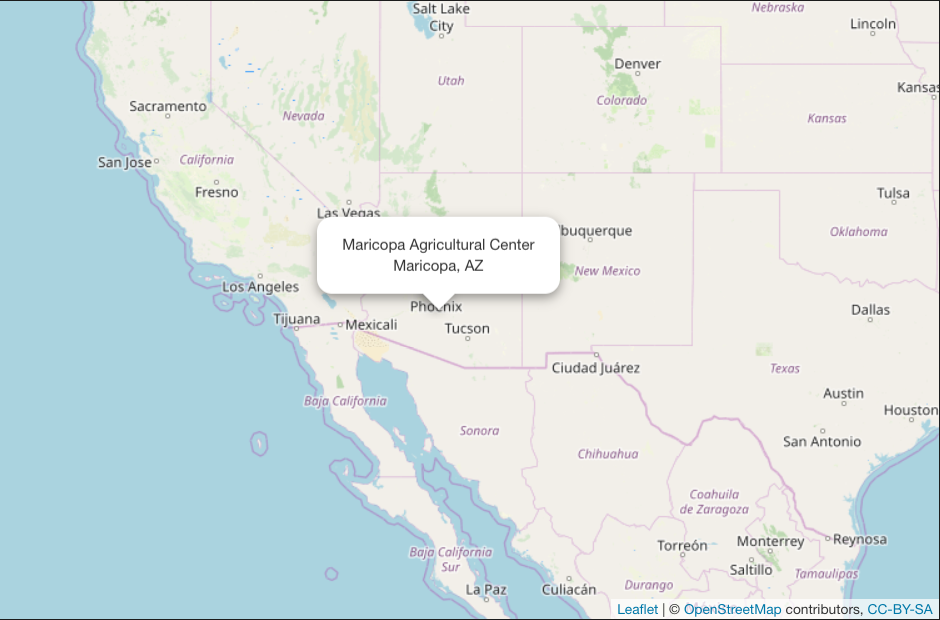 Salt Lake
City
Nebraska
Lincoln
Denver
Utah
Colorado
Kansas
Sacramento
Nevada
Kansas
San Jose
California
Fresno
Tulsa
Las Vegas
Oklahoma
buquerque
Maricopa Agricultural Center
Maricopa, AZ
New Mexico
Los Angeles
Phoenix
Dallas
Tijuana
Mexicali
Tucson
Ciudad Juárez
Texas
Baja California
Austin
Houston
Sonora
San Antonio
Chihuahua
Coahuila
de Zaragoza
Torreón
Monterrey
Reynosa
Baja California
Sur
Saltillo
Tamaulipas
La Paz
Culiacán
Durango
Leaflet | © OpenStreetMap contributors, CC-BY-SA